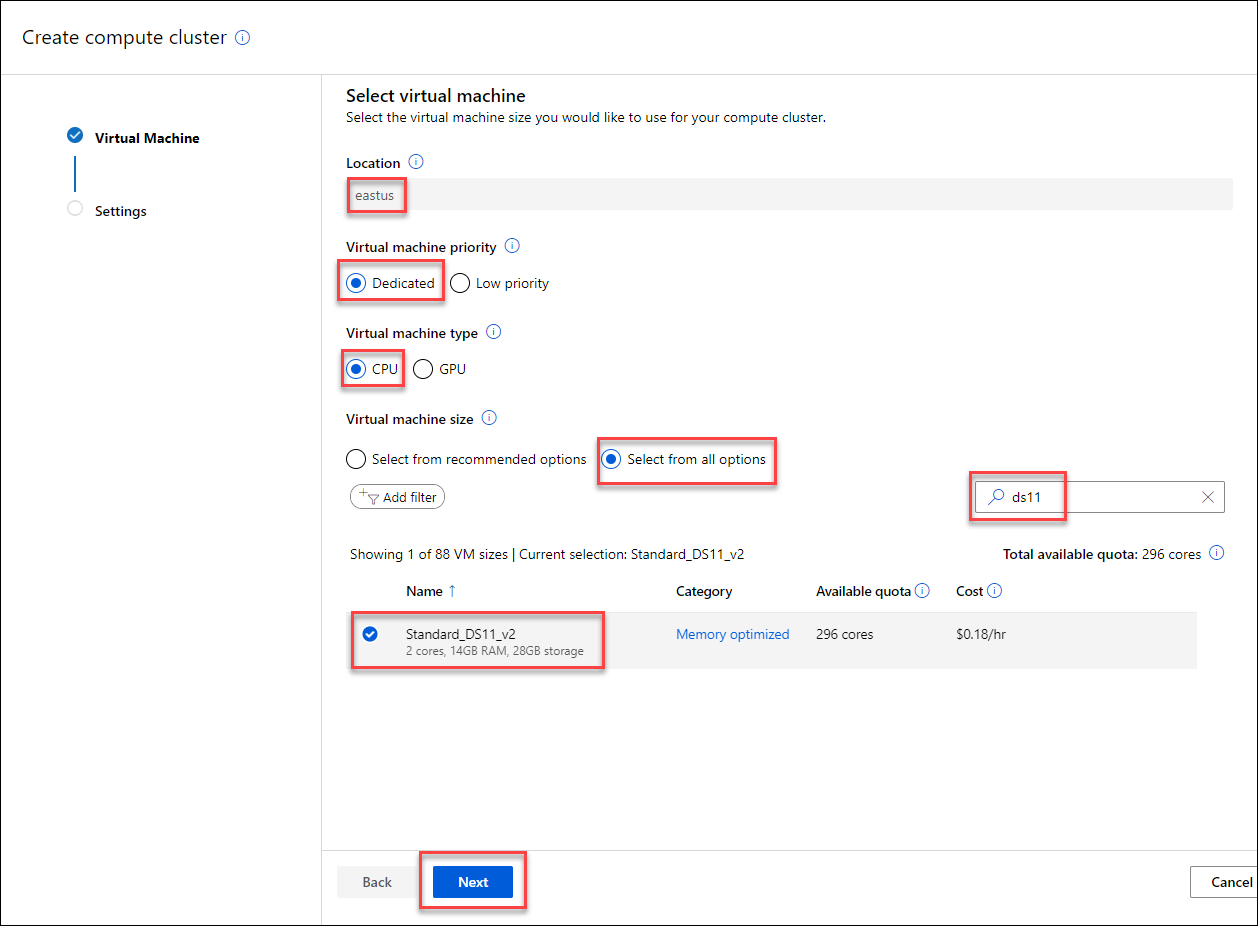 Create compute cluster
Virtual Machine
Settings
Select virtual machine
Select the virtual machine size you would like to use for your compute cluster.
Location
eastus
Virtual machine priority
Dedicated Low priority
Virtual machine type
CPU GPU
Virtual machine size
Select from recommended options Select from all options
Add filter ds11
Showing 1 of 88 VM sizes | Current selection: Standard_DS11_v2 Total available quota: 296 cores
Name ↑ Category Available quota Cost
Standard_DS11_v2 Memory optimized 296 cores $0.18/hr
2 cores, 14GB RAM, 28GB storage
Back Next Cancel